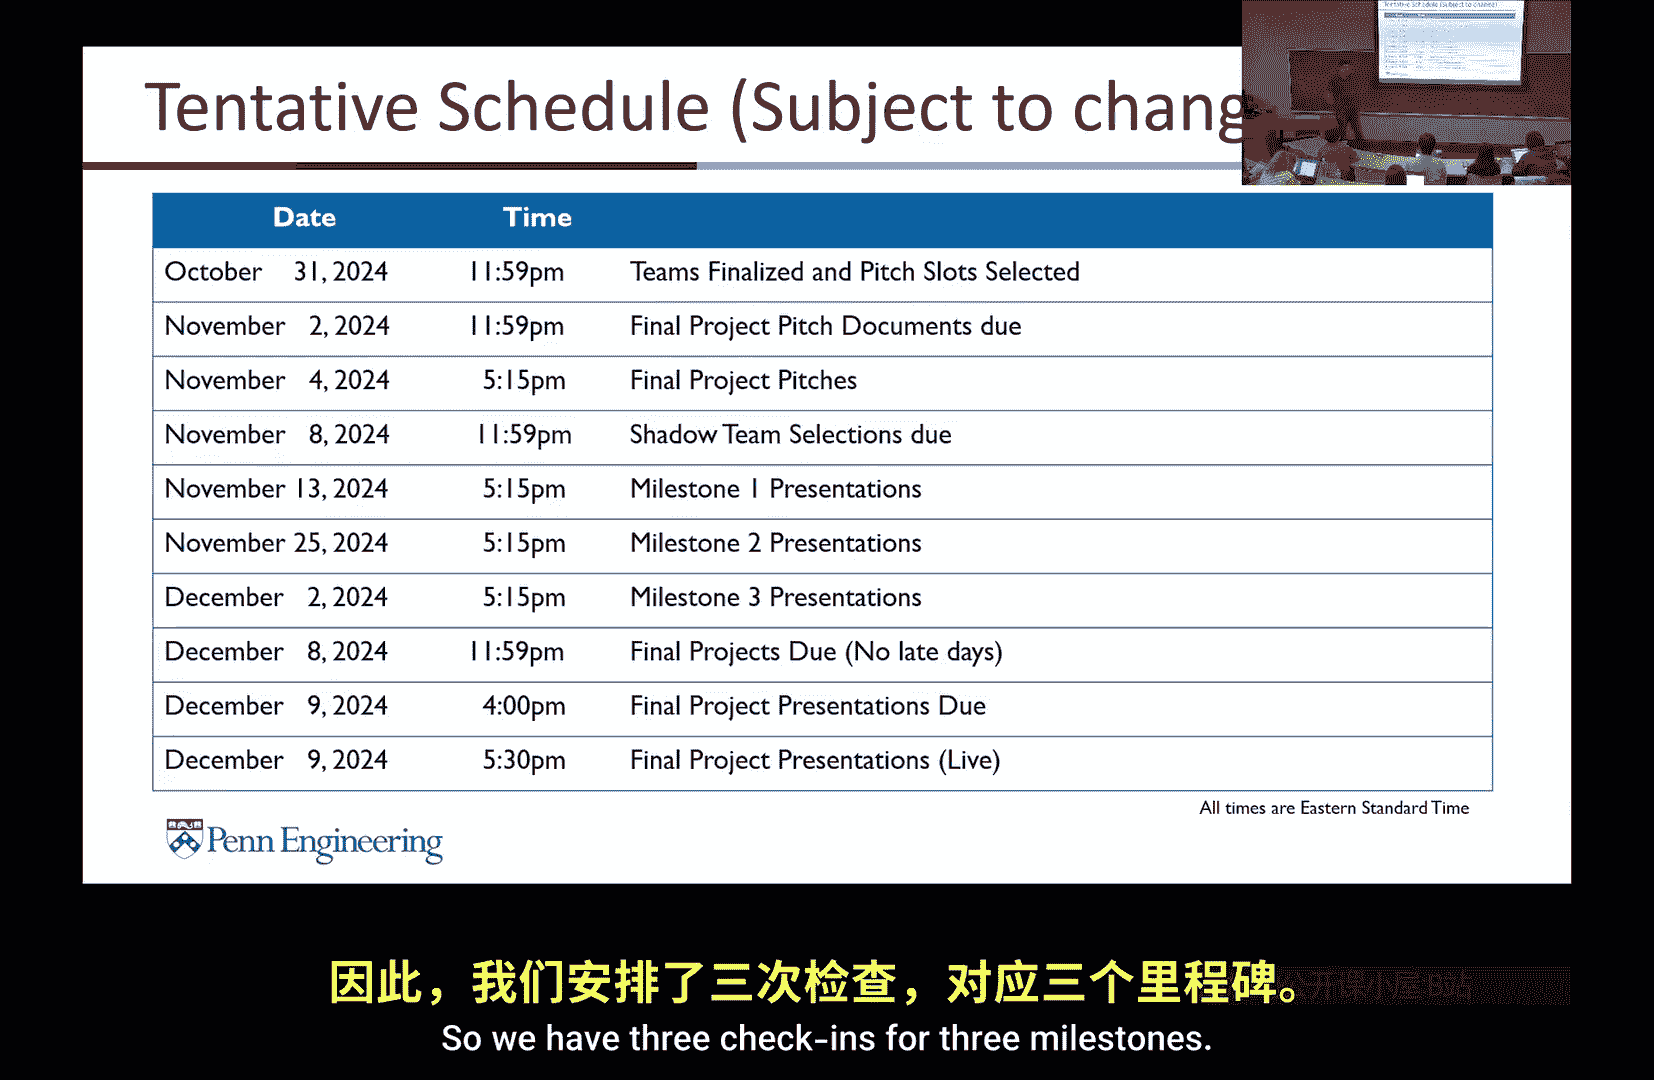 Tentative Schedule (Subject to chang
Date Time
October 31, 2024 11:59pm Teams Finalized and Pitch Slots Selected
November 2, 2024 11:59pm Final Project Pitch Documents due
November 4, 2024 5:15pm Final Project Pitches
November 8, 2024 11:59pm Shadow Team Selections due
November 13, 2024 5:15pm Milestone 1 Presentations
November 25, 2024 5:15pm Milestone 2 Presentations
December 2, 2024 5:15pm Milestone 3 Presentations
December 8, 2024 11:59pm Final Projects Due (No late days)
December 9, 2024 4:00pm Final Project Presentations Due
December 9, 2024 5:30pm Final Project Presentations (Live)
All times are Eastern Standard Time
Penn Engineering
因此，我们安排了三次检查，对应三个里程碑。
So we have three check-ins for three milestones.